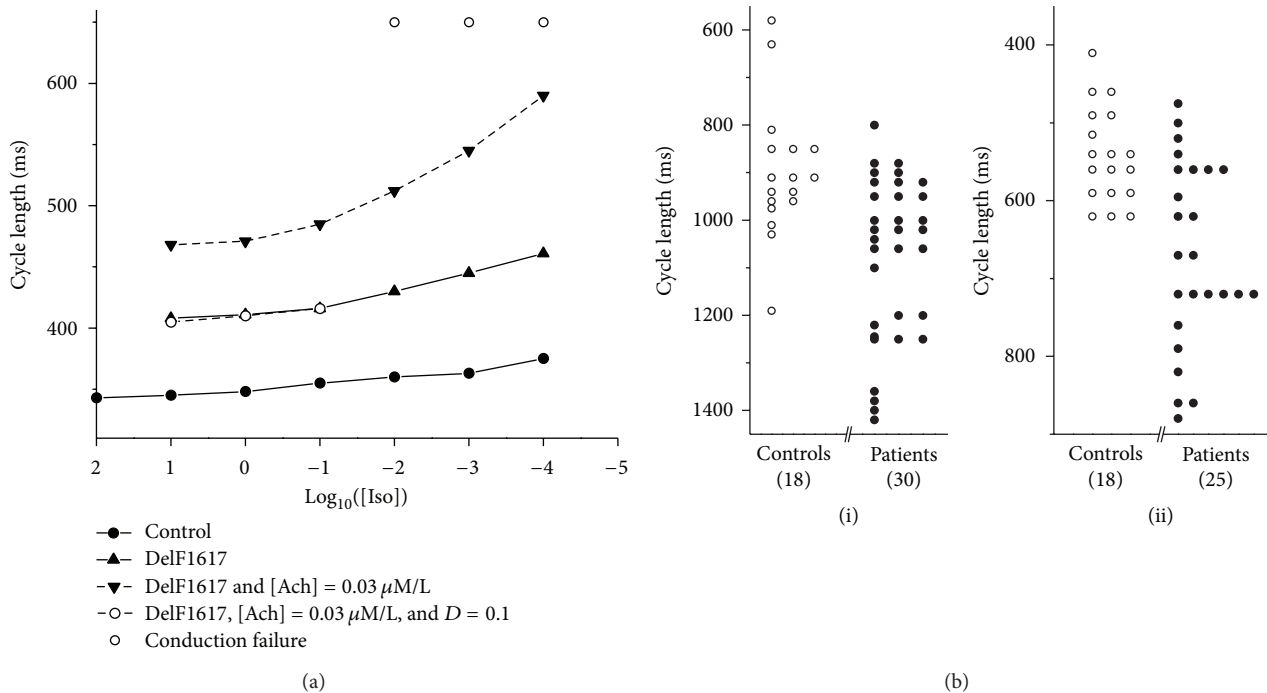 600
500
400
Cycle length (ms)
2 1 0 −1 −2 −3 −4 −5
Log10([Iso])
Control
DelF1617
DelF1617 and [Ach] = 0.03 μM/L
DelF1617, [Ach] = 0.03 μM/L, and D = 0.1
Conduction failure
(a)
600
800
1000
1200
1400
Cycle length (ms)
Controls
(18)
Patients
(30)
(i)
400
600
800
Cycle length (ms)
Controls
(18)
Patients
(25)
(ii)
(b)